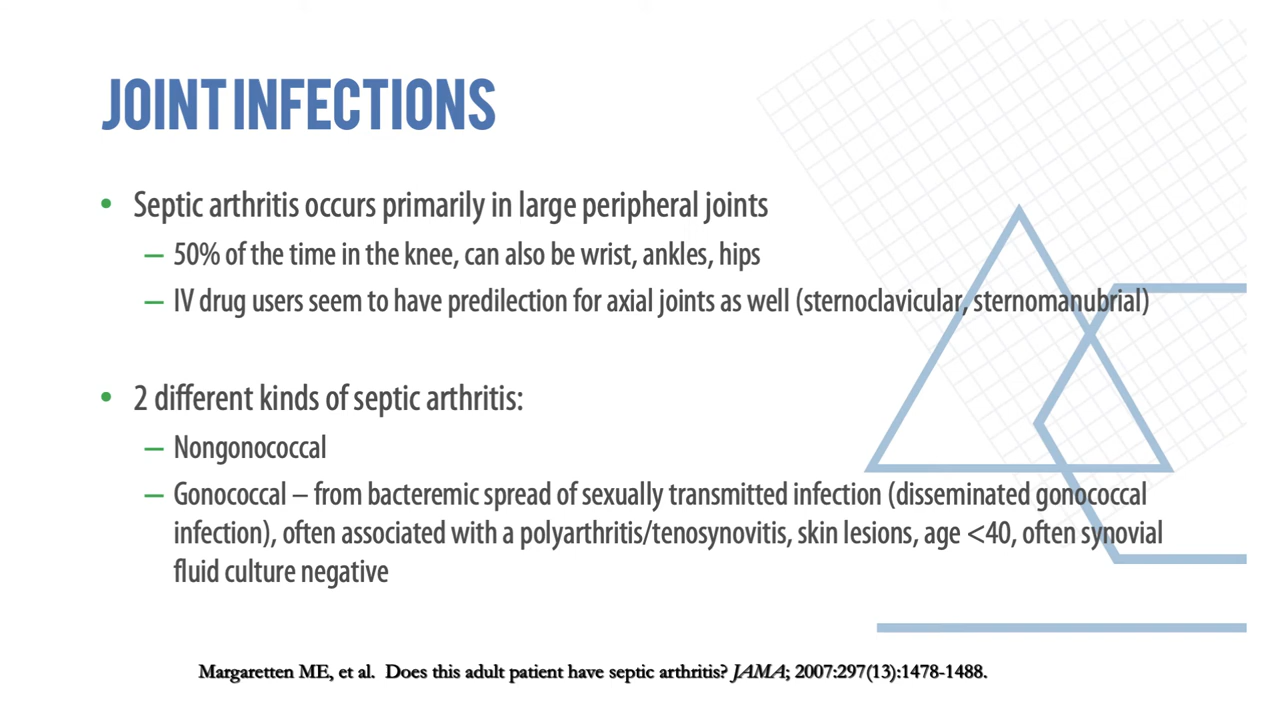 JOINT INFECTIONS
• Septic arthritis occurs primarily in large peripheral joints
– 50% of the time in the knee, can also be wrist, ankles, hips
– IV drug users seem to have predilection for axial joints as well (sternoclavicular, sternomanubrial)
• 2 different kinds of septic arthritis:
– Nongonococcal
– Gonococcal – from bacteremic spread of sexually transmitted infection (disseminated gonococcal
infection), often associated with a polyarthritis/tenosynovitis, skin lesions, age <40, often synovial
fluid culture negative
Margaretten ME, et al. Does this adult patient have septic arthritis? JAMA; 2007:297(13):1478-1488.